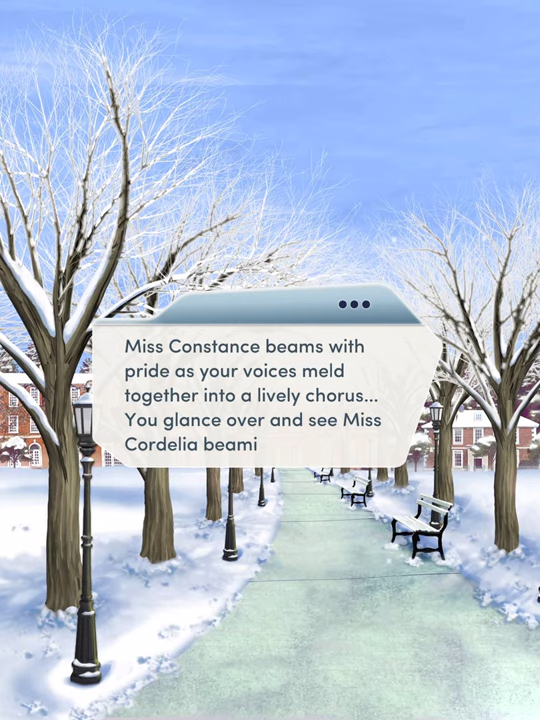 Miss Constance beams with
pride as your voices meld
together into a lively chorus...
You glance over and see Miss
Cordelia beami